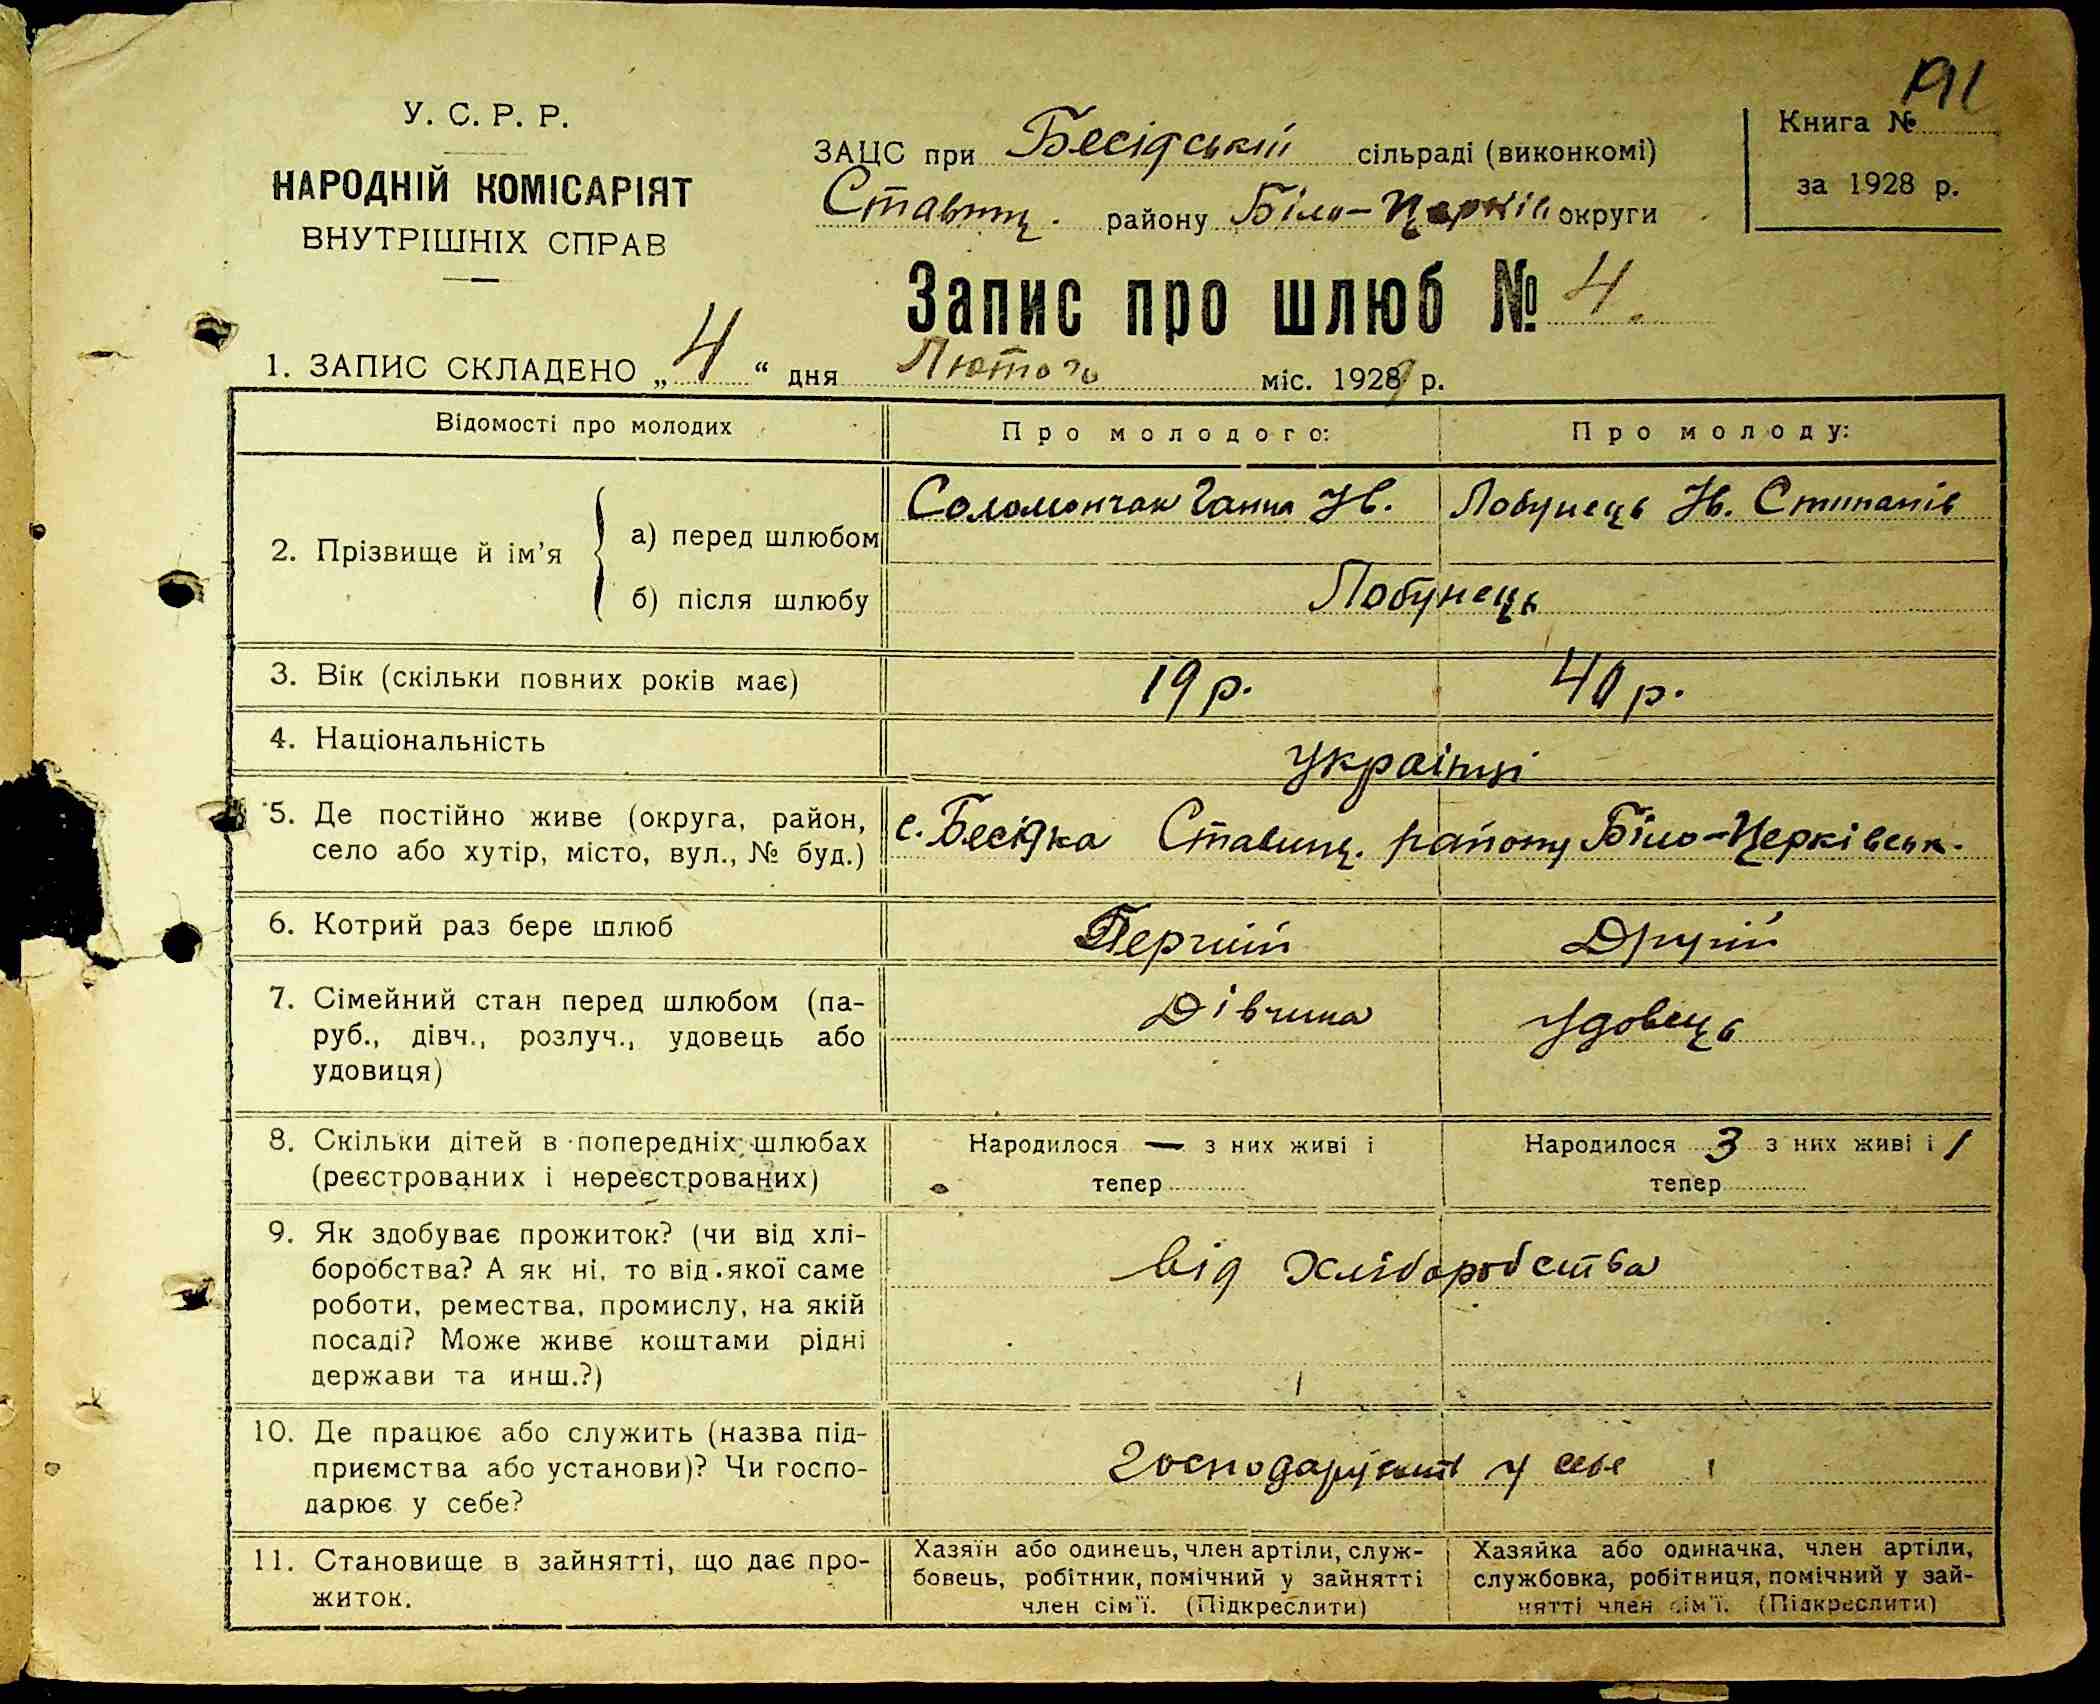 191
У. С. Р. Р.
НАРОДНІЙ КОМІСАРІЯТ
ВНУТРІШНІХ СПРАВ
ЗАЦС при Бесідській сільраді (виконкомі)
Ставищ. району Біло-Церків округи
Книга №
за 1928 р.
Запис про шлюб № 4.
1. ЗАПИС СКЛАДЕНО „4“ дня Лютого міс. 1929 р.
Відомості про молодих
Про молодого:
Про молоду:
2. Прізвище й ім’я
а) перед шлюбом
Соломончак Ганна Ів.
Лобунець Ів. Степанів
б) після шлюбу
Лобунець
3. Вік (скільки повних років має)
19 р.
40 р.
4. Національність
Українці
5. Де постійно живе (округа, район,
село або хутір, місто, вул., № буд.)
с. Бесідка Ставищ. району Біло-Церківськ.
6. Котрий раз бере шлюб
Перший
Другій
7. Сімейний стан перед шлюбом (па-
руб., дівч., розлуч., удовець або
удовиця)
Дівчина
Удовець
8. Скільки дітей в попередніх шлюбах
(реєстрованих і нереєстрованих)
Народилося — з них живі і
тепер
Народилося 3 з них живі і 1
тепер
9. Як здобуває прожиток? (чи від хлі-
боробства? А як ні, то від якої саме
роботи, ремества, промислу, на якій
посаді? Може живе коштами рідні
держави та инш.?)
Від хліборобства
10. Де працює або служить (назва під-
приємства або установи)? Чи госпо-
дарює у себе?
Господарюють у себе
11. Становище в зайнятті, що дає про-
житок.
Хазяїн або одинець, член артіли, служ-
бовець, робітник, помічний у зайнятті
член сім’ї. (Підкреслити)
Хазяйка або одиначка, член артіли,
службовка, робітниця, помічний у зай-
нятті член сім’ї. (Підкреслити)